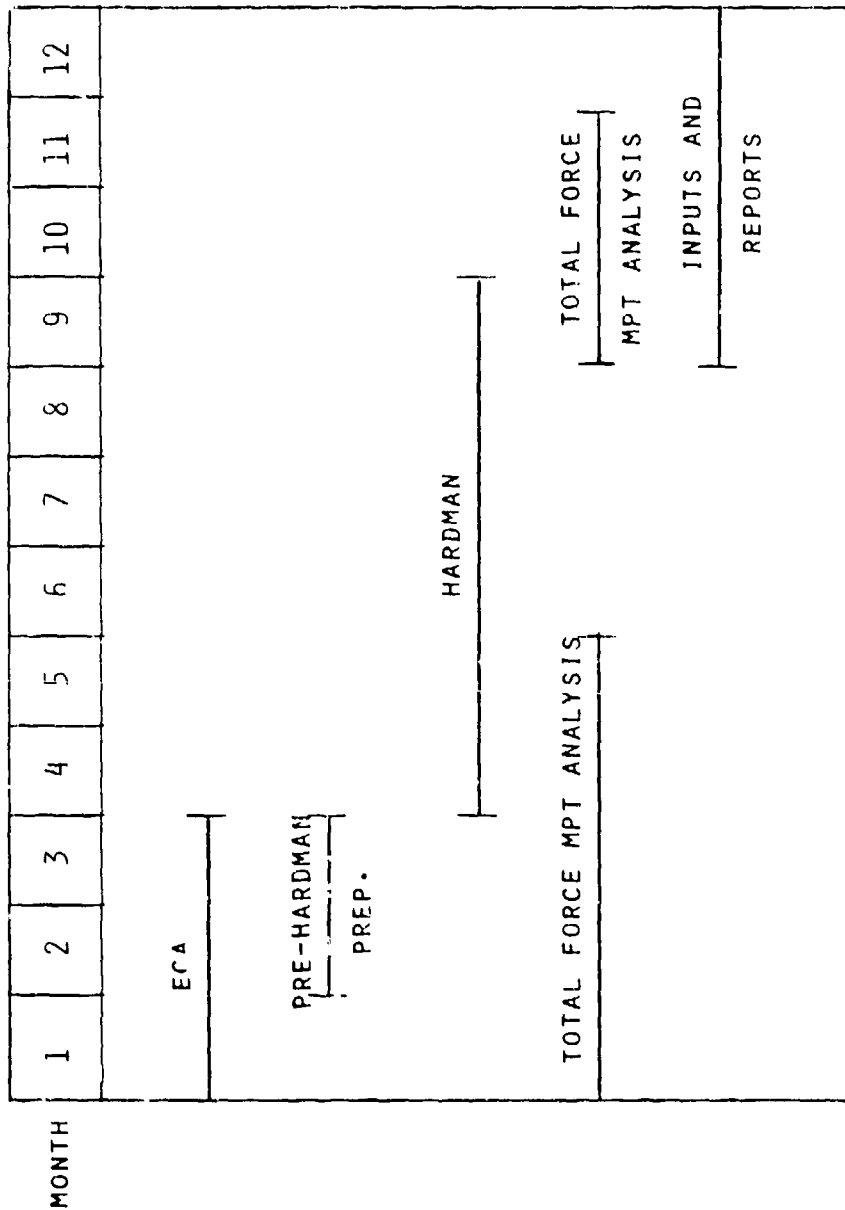 MONTH 1 2 3 4 5 6 7 8 9 10 11 12
ECA
PRE-HARDMAN
PREP.
HARDMAN
TOTAL FORCE MPT ANALYSIS
TOTAL FORCE
MPT ANALYSIS
INPUTS AND
REPORTS